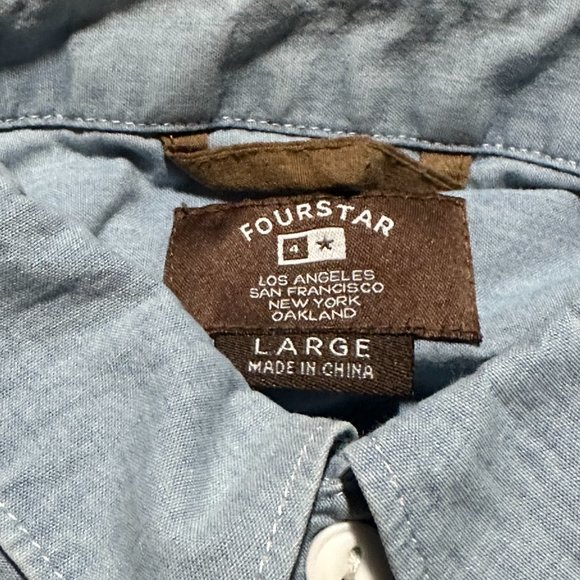 FOURSTAR
4
LOS ANGELES
SAN FRANCISCO
NEW YORK
OAKLAND
LARGE
MADE IN CHINA